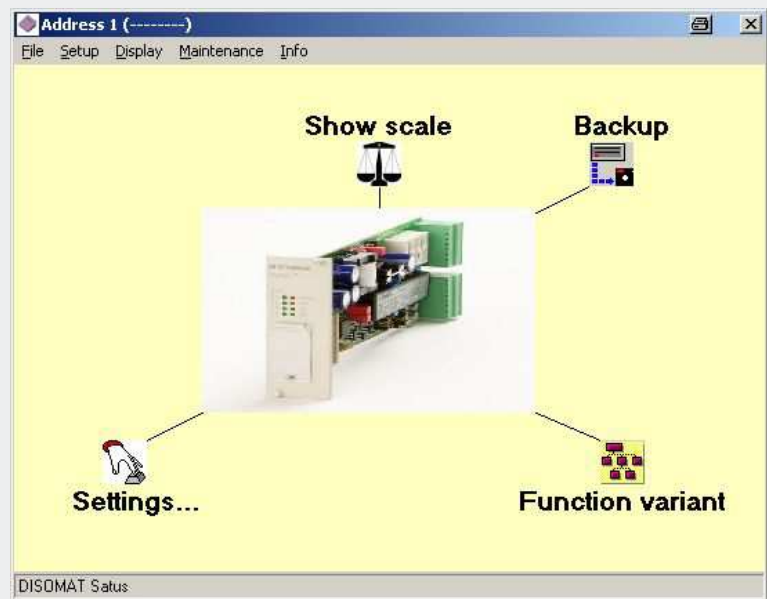 Address 1 (--------)
File Setup Display Maintenance Info
Show scale
Backup
Settings...
Function variant
DISOMAT Satus